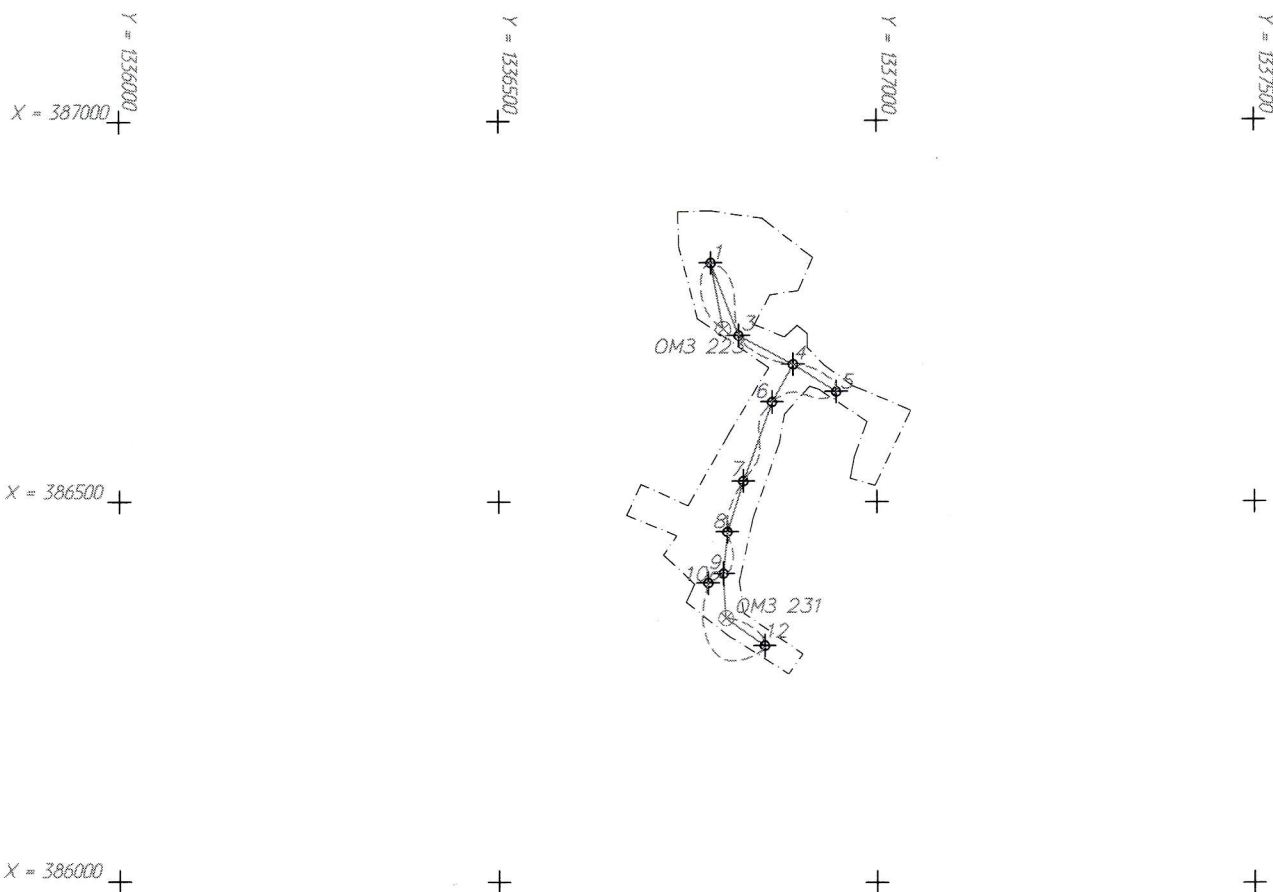 Y = 1336000
Y = 1336500
Y = 1337000
Y = 1337500
X = 387000
1
3
ОМЗ 223
4
5
6
7
X = 386500
8
9
10
ОМЗ 231
12
X = 386000